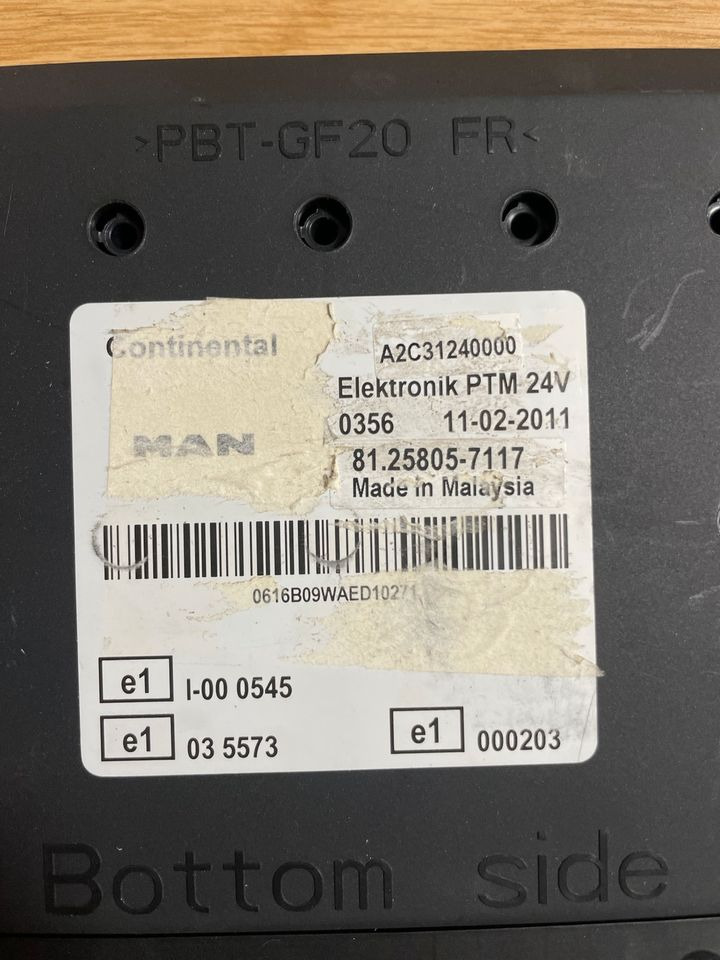 >PBT-GF20 FR<
Continental
A2C31240000
Elektronik PTM 24V
0356 11-02-2011
MAN
81.25805-7117
Made in Malaysia
0616B09WAED10271
e1 I-00 0545
e1 03 5573
e1 000203
Bottom side